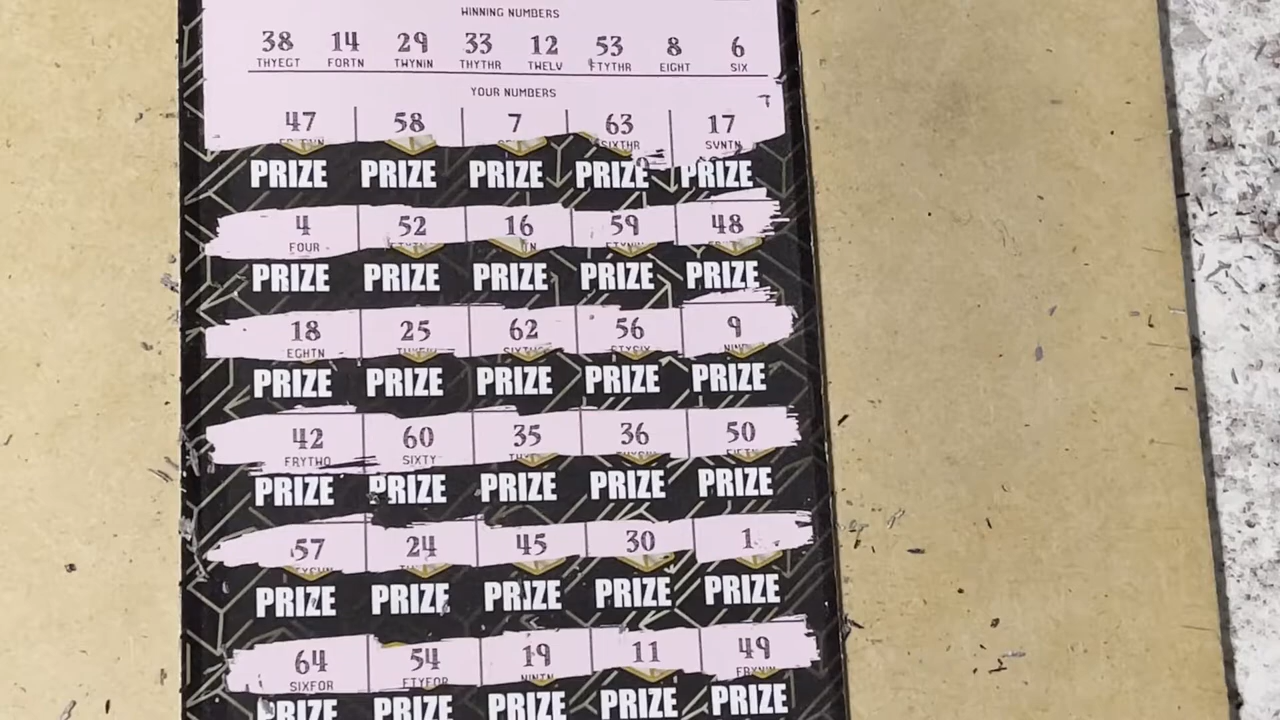 WINNING NUMBERS
38 14 29 33 12 53 8 6
THYEGT FORTN TWYNIN THYTHR TWELV FTYTHR EIGHT SIX
YOUR NUMBERS
47 58 7 63 17
SIXTHR SVNTN
PRIZE PRIZE PRIZE PRIZE PRIZE
4 52 16 59 48
FOUR
PRIZE PRIZE PRIZE PRIZE PRIZE
18 25 62 56 9
EGHTN
PRIZE PRIZE PRIZE PRIZE PRIZE
42 60 35 36 50
FRYTWO SIXTY
PRIZE PRIZE PRIZE PRIZE PRIZE
57 24 45 30 1
PRIZE PRIZE PRIZE PRIZE PRIZE
64 54 19 11 49
SIXFOR FTYFOR NINTN
PRIZE PRIZE PRIZE PRIZE PRIZE